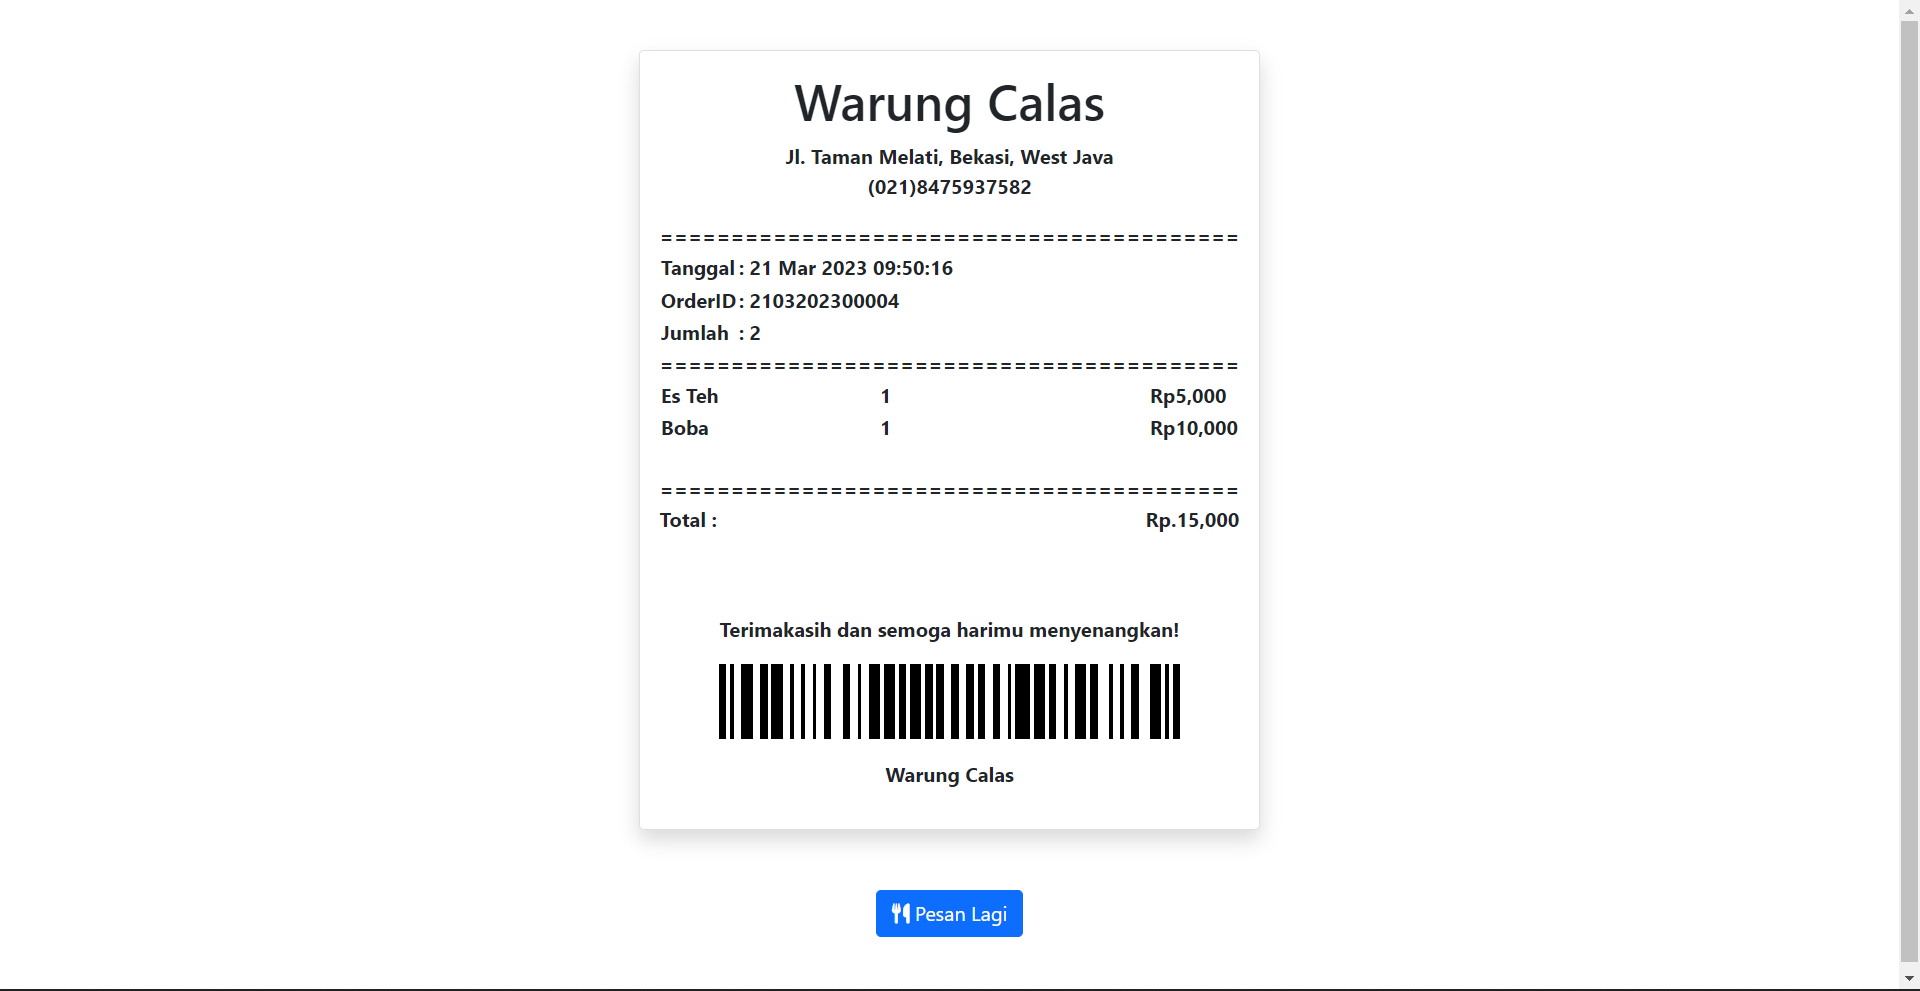 Warung Calas
Jl. Taman Melati, Bekasi, West Java
(021)8475937582
=========================================
Tanggal : 21 Mar 2023 09:50:16
OrderID : 2103202300004
Jumlah : 2
=========================================
Es Teh 1 Rp5,000
Boba 1 Rp10,000
=========================================
Total : Rp.15,000
Terimakasih dan semoga harimu menyenangkan!
Warung Calas
Pesan Lagi